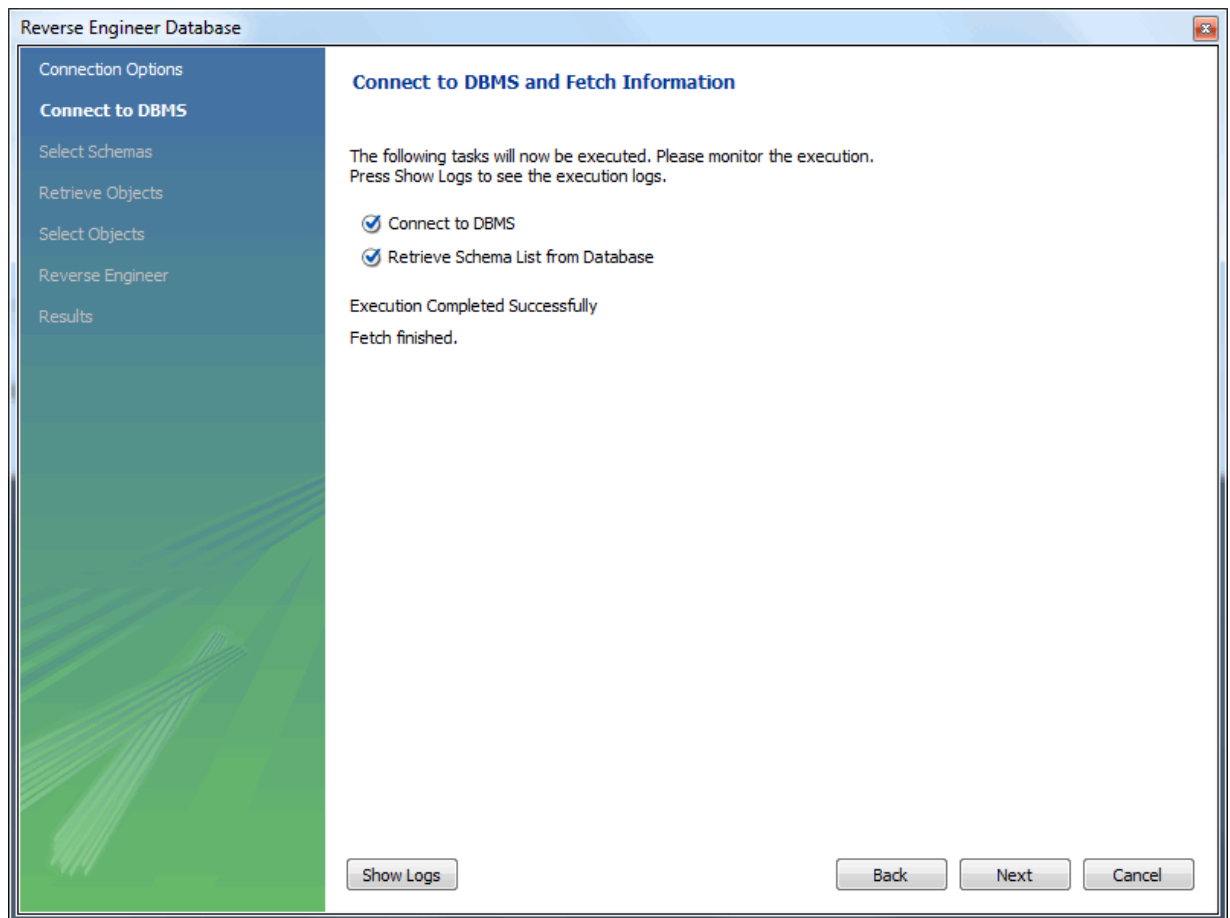 Reverse Engineer Database
Connection Options
Connect to DBMS
Select Schemas
Retrieve Objects
Select Objects
Reverse Engineer
Results
Connect to DBMS and Fetch Information
The following tasks will now be executed. Please monitor the execution.
Press Show Logs to see the execution logs.
Connect to DBMS
Retrieve Schema List from Database
Execution Completed Successfully
Fetch finished.
Show Logs
Back
Next
Cancel